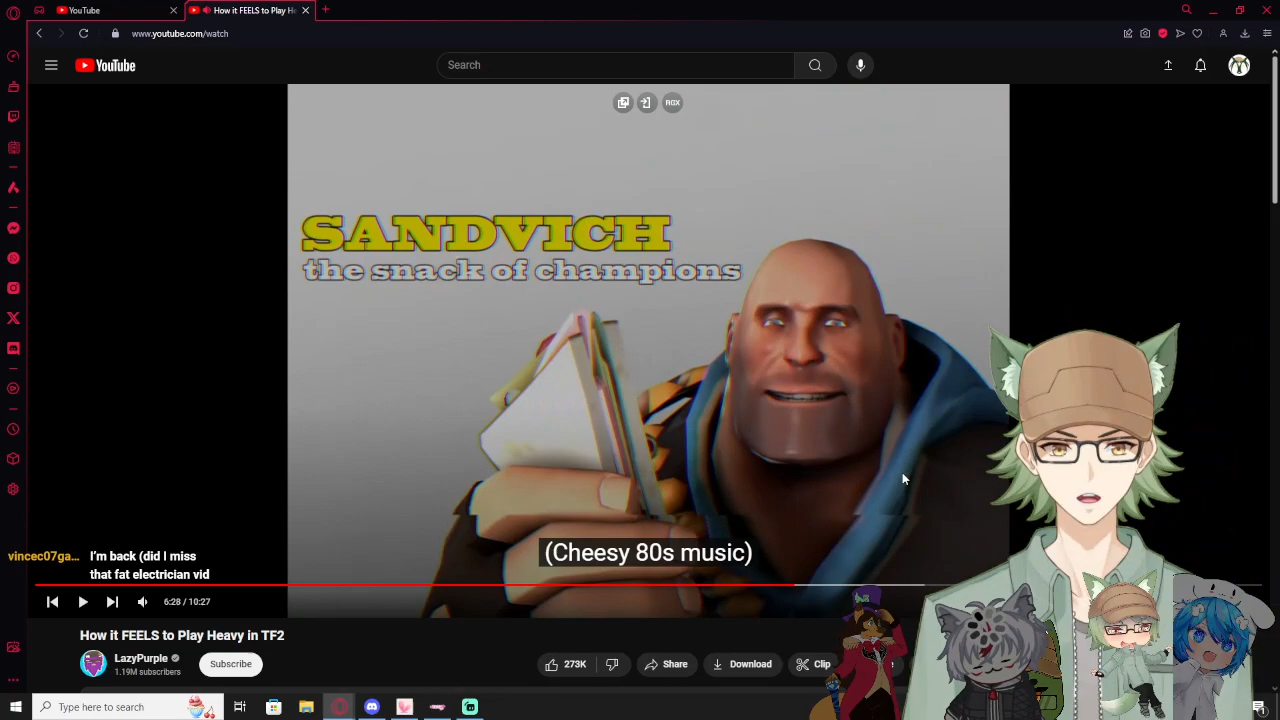 YouTube
How it FEELS to Play He
www.youtube.com/watch
YouTube
Search
RGX
SANDVICH
the snack of champions
(Cheesy 80s music)
vincec07ga... I'm back (did I miss
that fat electrician vid
6:28 / 10:27
How it FEELS to Play Heavy in TF2
LazyPurple
1.19M subscribers
Subscribe
273K
Share
Download
Clip
Type here to search